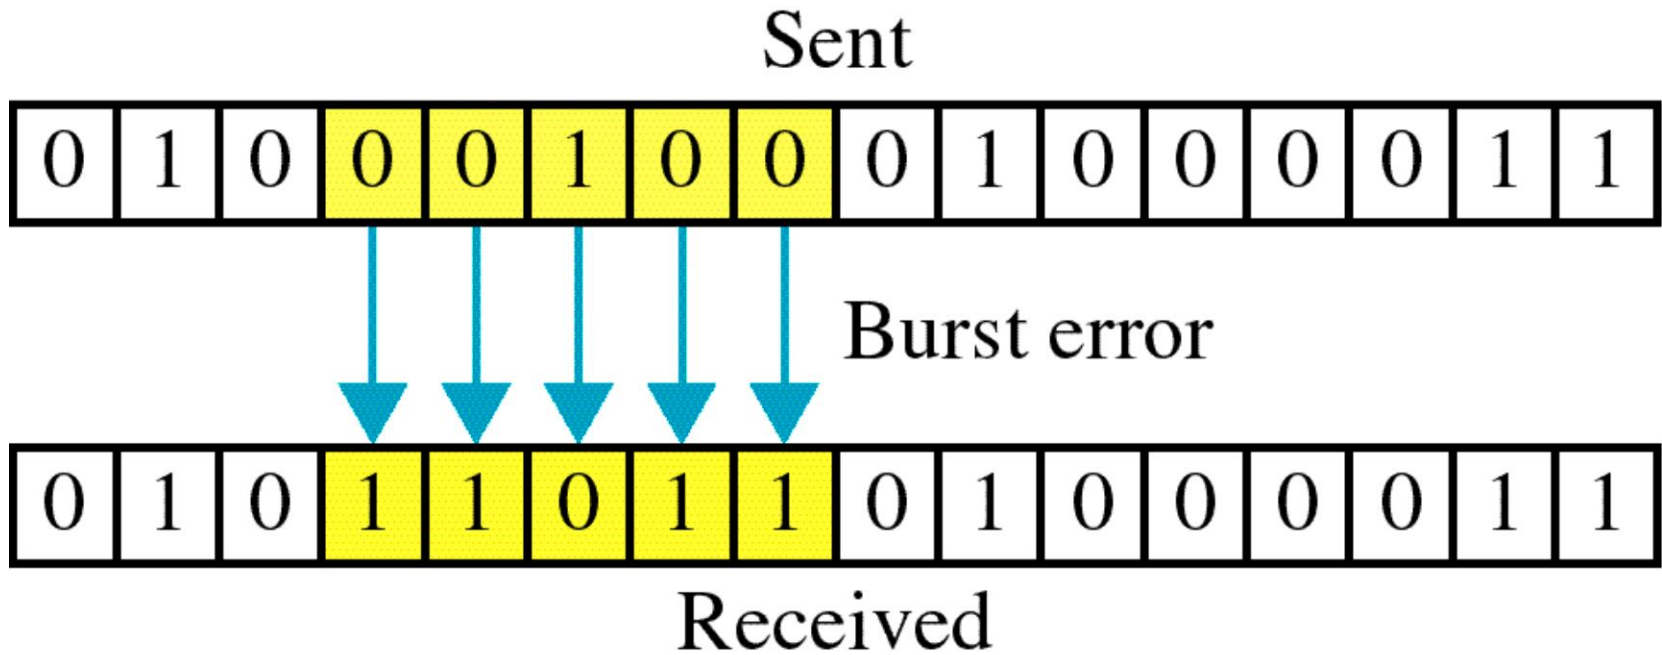 Sent
0 1 0 0 0 1 0 0 0 1 0 0 0 0 1 1
Burst error
0 1 0 1 1 0 1 1 0 1 0 0 0 0 1 1
Received